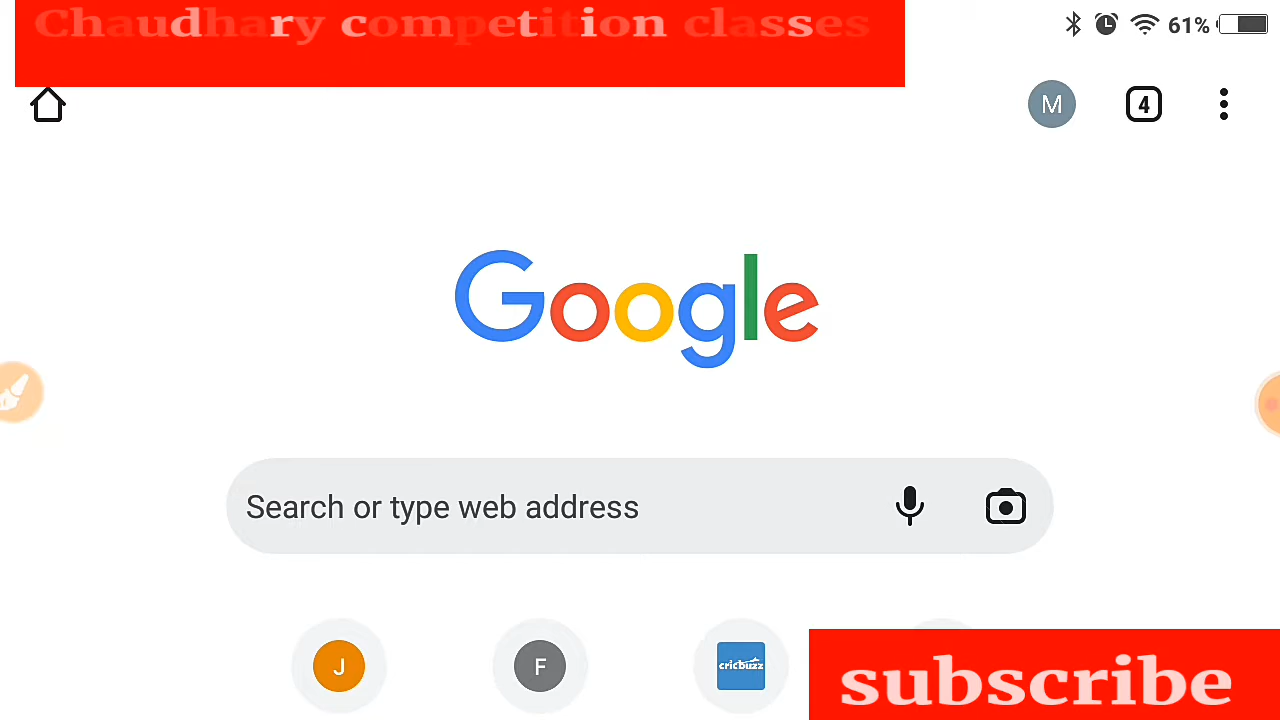 Chaudhary competition classes
61%
M
4
Google
Search or type web address
J
F
cricbuzz
subscribe